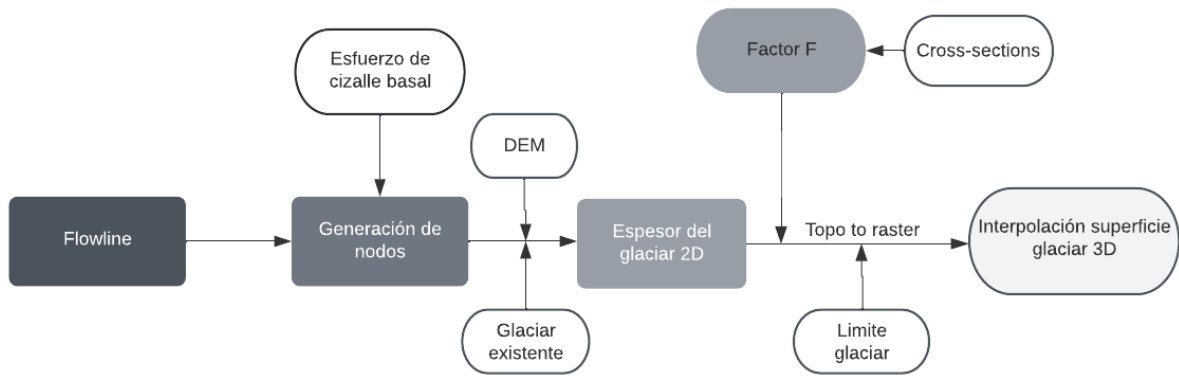 Factor F
Cross-sections
Esfuerzo de
cizalle basal
DEM
Flowline
Generación de
nodos
Espesor del
glaciar 2D
Topo to raster
Interpolación superficie
glaciar 3D
Glaciar
existente
Limite
glaciar